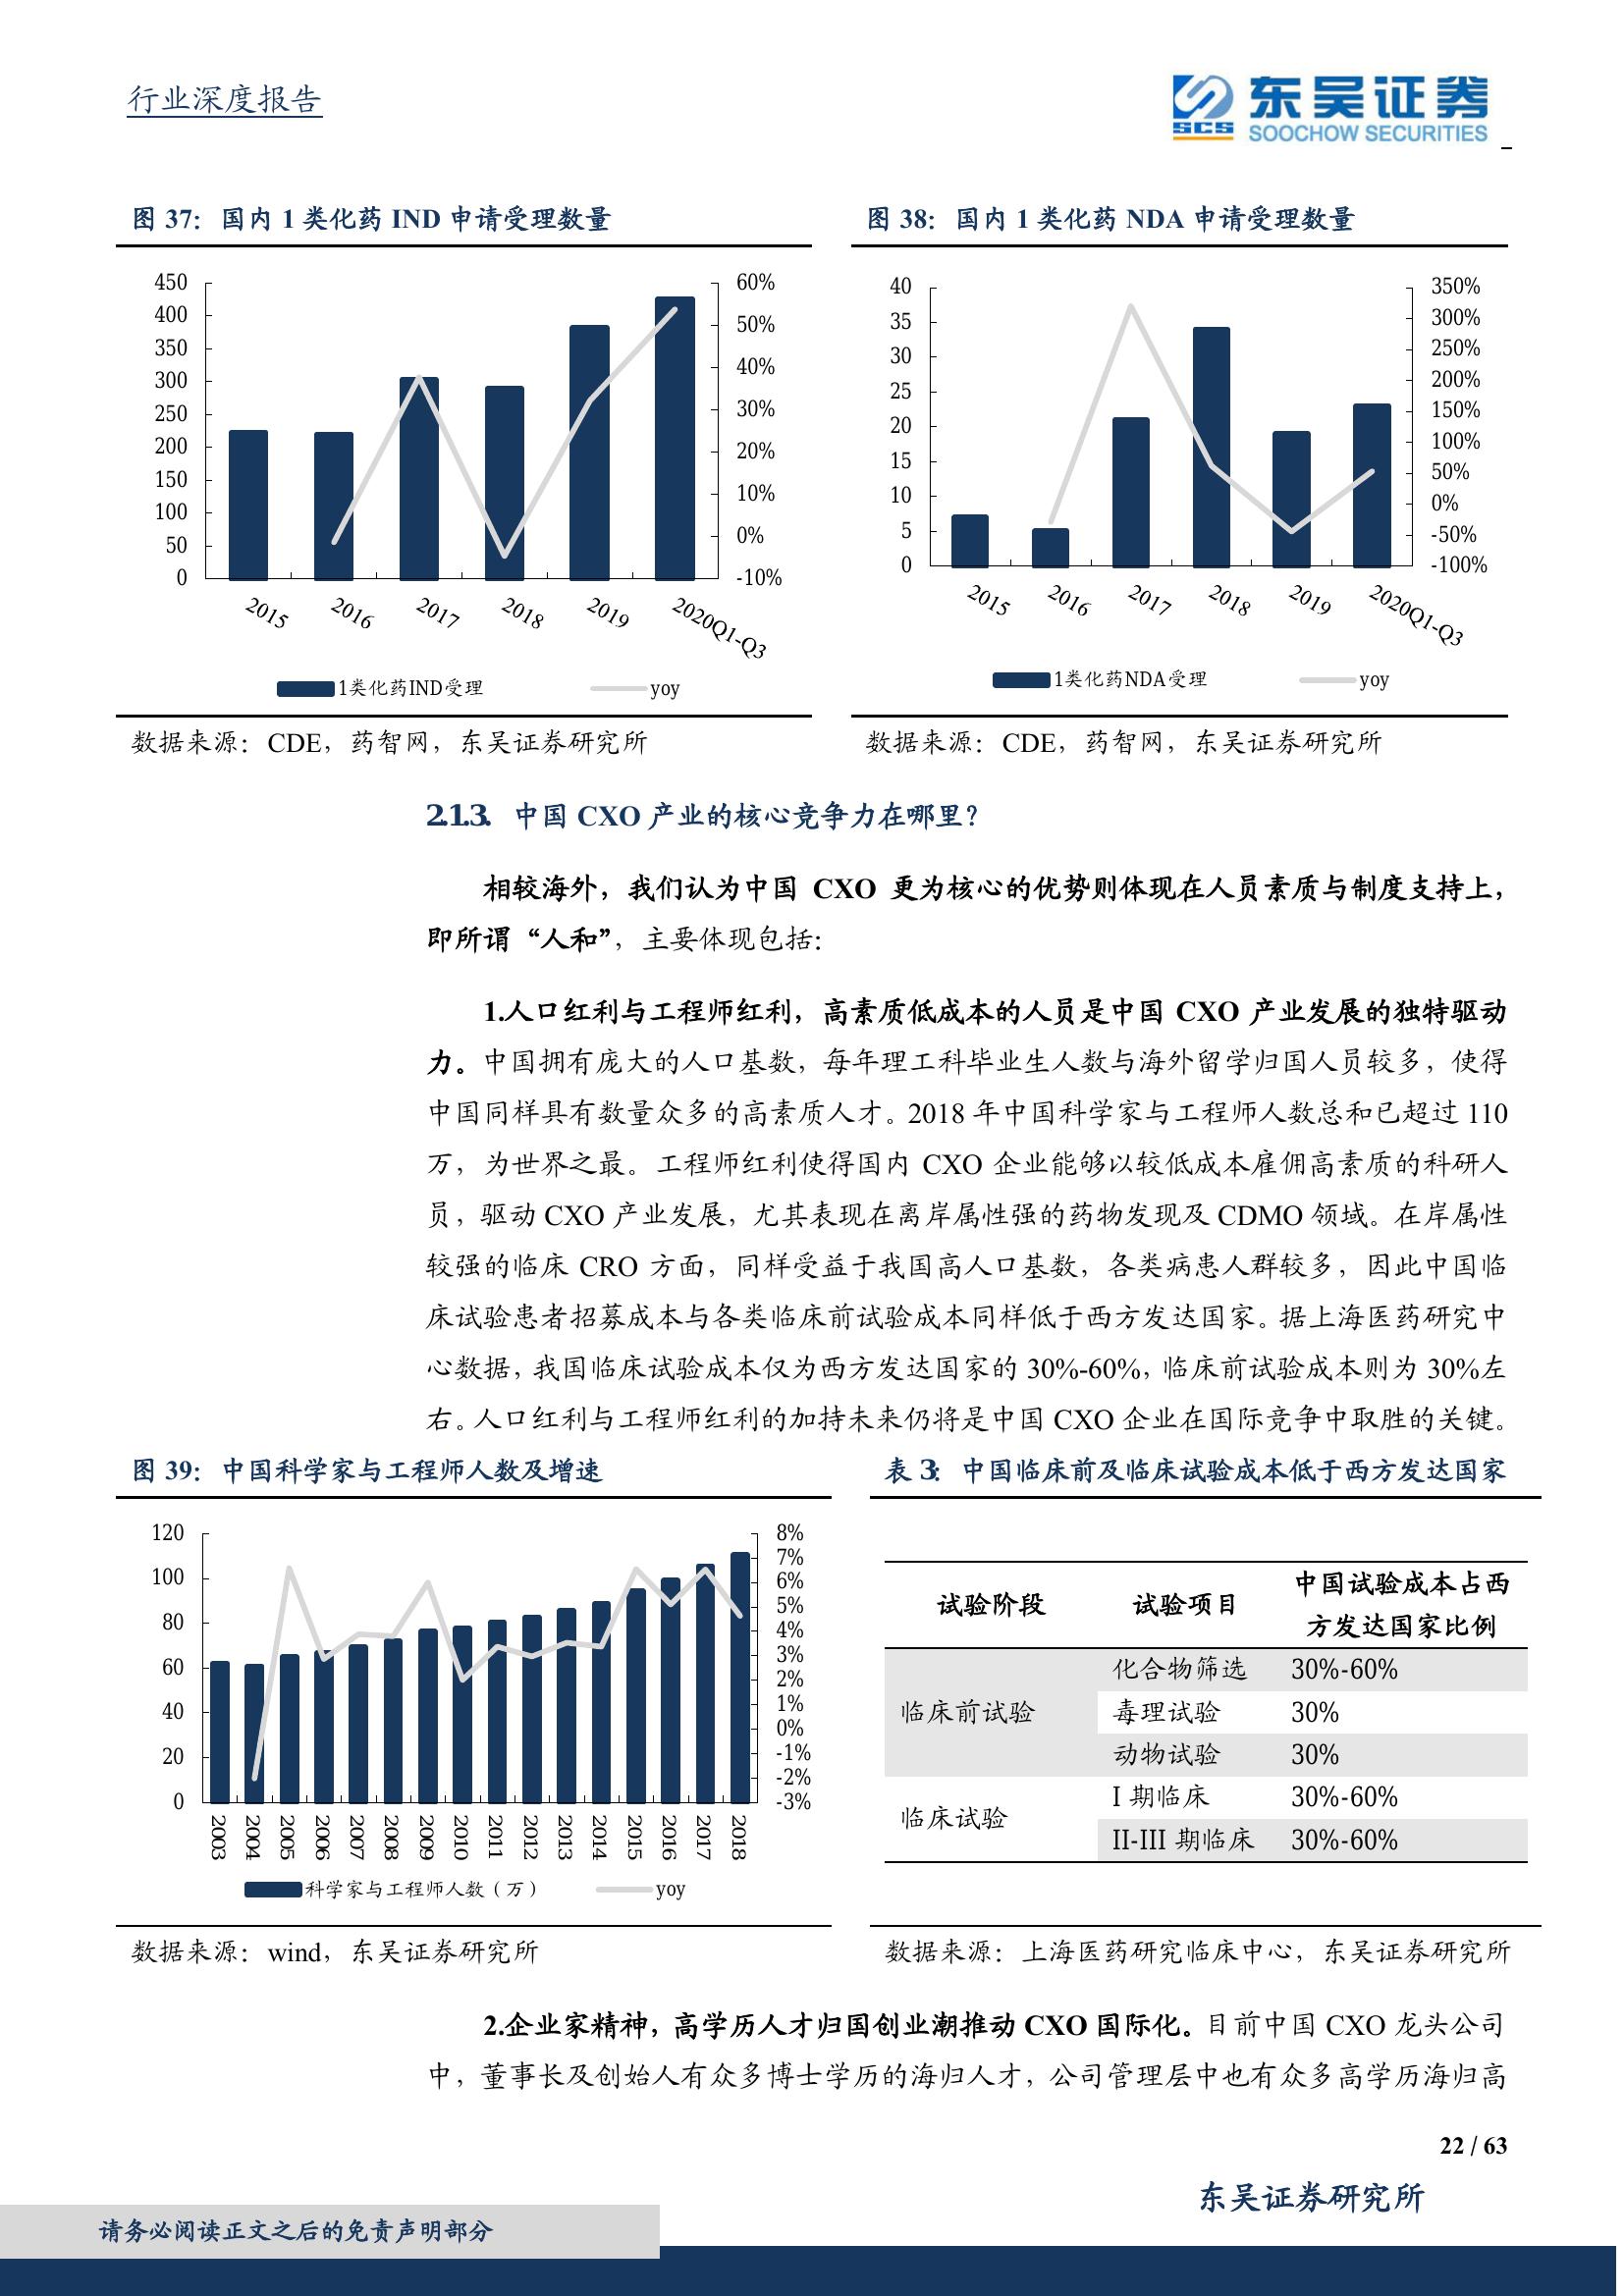 行业深度报告
东吴证券
SCS
SOOCHOW SECURITIES
图 37：国内 1 类化药 IND 申请受理数量
450
400
350
300
250
200
150
100
50
0
60%
50%
40%
30%
20%
10%
0%
-10%
2015 2016 2017 2018 2019 2020Q1-Q3
1类化药IND受理 yoy
数据来源：CDE，药智网，东吴证券研究所
图 38：国内 1 类化药 NDA 申请受理数量
40
35
30
25
20
15
10
5
0
350%
300%
250%
200%
150%
100%
50%
0%
-50%
-100%
2015 2016 2017 2018 2019 2020Q1-Q3
1类化药NDA受理 yoy
数据来源：CDE，药智网，东吴证券研究所
2.1.3. 中国 CXO 产业的核心竞争力在哪里？
相较海外，我们认为中国 CXO 更为核心的优势则体现在人员素质与制度支持上，
即所谓“人和”，主要体现包括：
1.人口红利与工程师红利，高素质低成本的人员是中国 CXO 产业发展的独特驱动
力。中国拥有庞大的人口基数，每年理工科毕业生人数与海外留学归国人员较多，使得
中国同样具有数量众多的高素质人才。2018 年中国科学家与工程师人数总和已超过 110
万，为世界之最。工程师红利使得国内 CXO 企业能够以较低成本雇佣高素质的科研人
员，驱动 CXO 产业发展，尤其表现在离岸属性强的药物发现及 CDMO 领域。在岸属性
较强的临床 CRO 方面，同样受益于我国高人口基数，各类病患人群较多，因此中国临
床试验患者招募成本与各类临床前试验成本同样低于西方发达国家。据上海医药研究中
心数据，我国临床试验成本仅为西方发达国家的 30%-60%，临床前试验成本则为 30%左
右。人口红利与工程师红利的加持未来仍将是中国 CXO 企业在国际竞争中取胜的关键。
图 39：中国科学家与工程师人数及增速
120
100
80
60
40
20
0
8%
7%
6%
5%
4%
3%
2%
1%
0%
-1%
-2%
-3%
2003 2004 2005 2006 2007 2008 2009 2010 2011 2012 2013 2014 2015 2016 2017 2018
科学家与工程师人数（万） yoy
数据来源：wind，东吴证券研究所
表 3：中国临床前及临床试验成本低于西方发达国家
试验阶段 试验项目 中国试验成本占西
方发达国家比例
化合物筛选 30%-60%
临床前试验 毒理试验 30%
动物试验 30%
I 期临床 30%-60%
临床试验
II-III 期临床 30%-60%
数据来源：上海医药研究临床中心，东吴证券研究所
2.企业家精神，高学历人才归国创业潮推动 CXO 国际化。目前中国 CXO 龙头公司
中，董事长及创始人有众多博士学历的海归人才，公司管理层中也有众多高学历海归高
22 / 63
东吴证券研究所
请务必阅读正文之后的免责声明部分